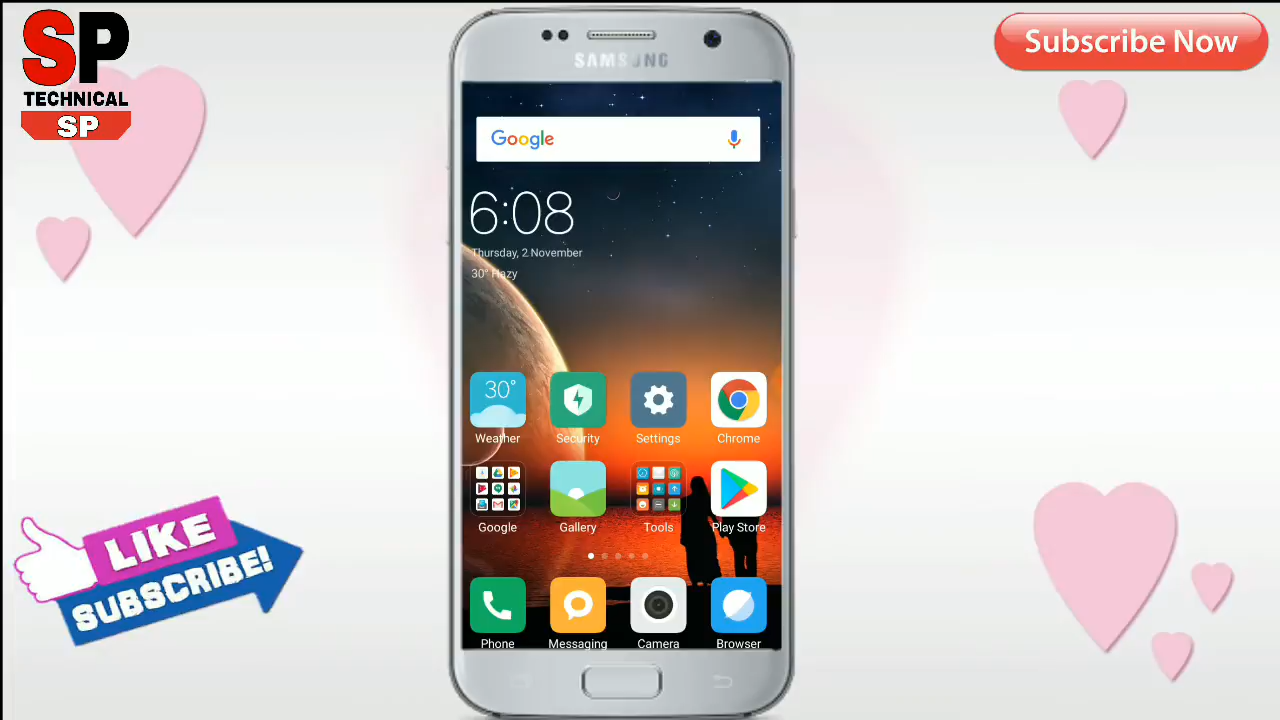 SP
TECHNICAL
SP
Subscribe Now
SAMSUNG
Google
6:08
Thursday, 2 November
30° Hazy
30°
Weather
Security
Settings
Chrome
Google
Gallery
Tools
Play Store
Phone
Messaging
Camera
Browser
LIKE
SUBSCRIBE!